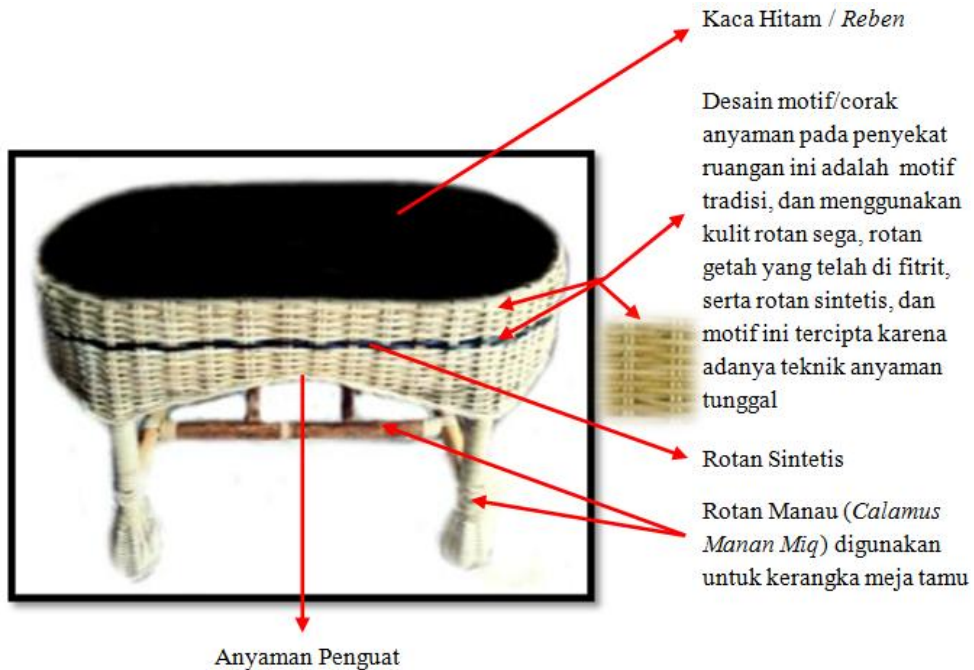 Kaca Hitam / Reben
Desain motif/corak
anyaman pada penyekat
ruangan ini adalah motif
tradisi, dan menggunakan
kulit rotan sega, rotan
getah yang telah di fitrit,
serta rotan sintetis, dan
motif ini tercipta karena
adanya teknik anyaman
tunggal
Rotan Sintetis
Rotan Manau (Calamus
Manan Miq) digunakan
untuk kerangka meja tamu
Anyaman Penguat